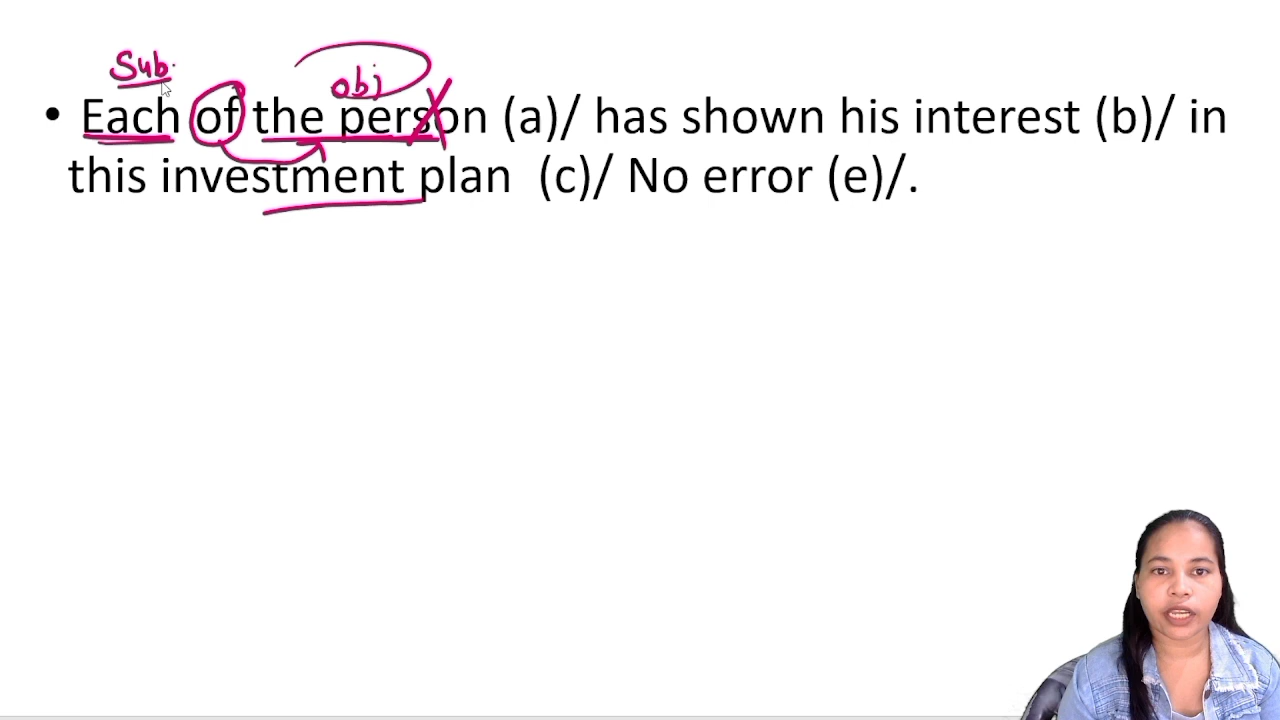 Sub.
obj
• Each of the person (a)/ has shown his interest (b)/ in
this investment plan (c)/ No error (e)/.